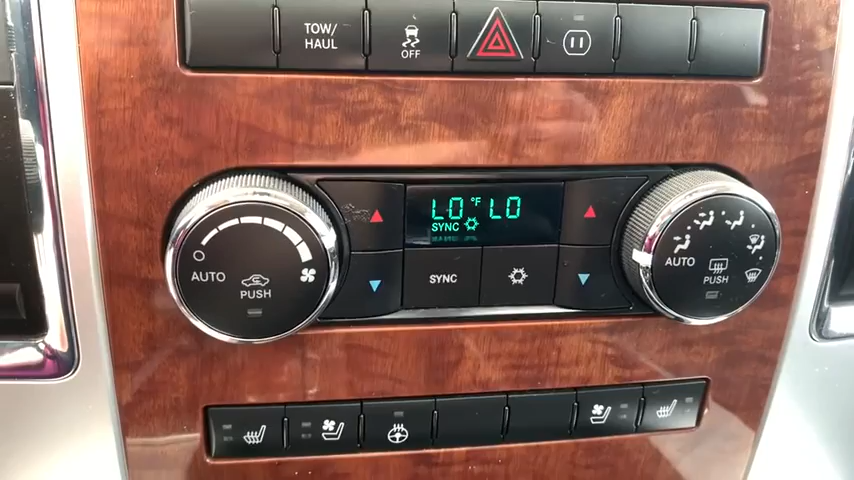 TOW/
HAUL
OFF
LO °F LO
SYNC
AUTO
PUSH
SYNC
AUTO
PUSH